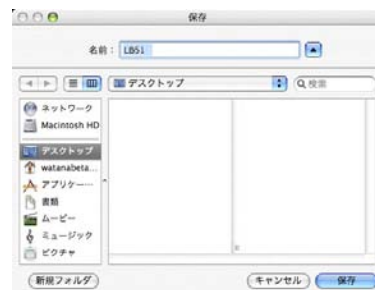 保存
名前：LB51
デスクトップ
検索
ネットワーク
Macintosh HD
デスクトップ
watanabeta...
アプリケー…
書類
ムービー
ミュージック
ピクチャ
新規フォルダ
キャンセル
保存